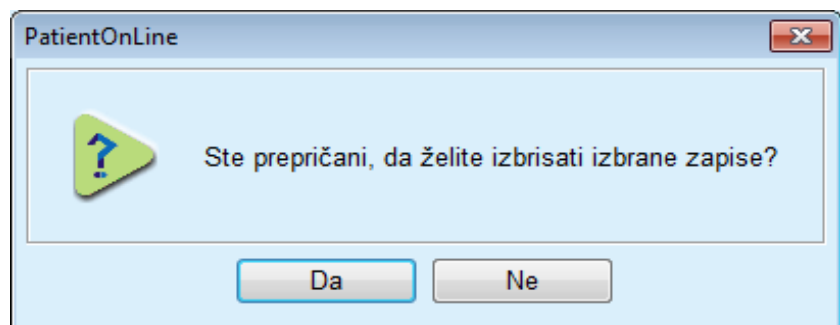 PatientOnLine
Ste prepričani, da želite izbrisati izbrane zapise?
Da
Ne